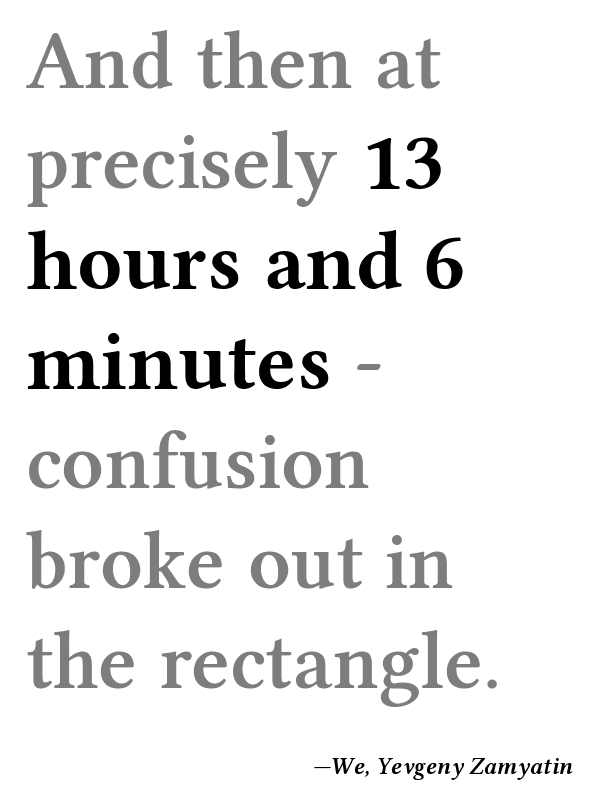 And then at
precisely 13
hours and 6
minutes -
confusion
broke out in
the rectangle.
—We, Yevgeny Zamyatin